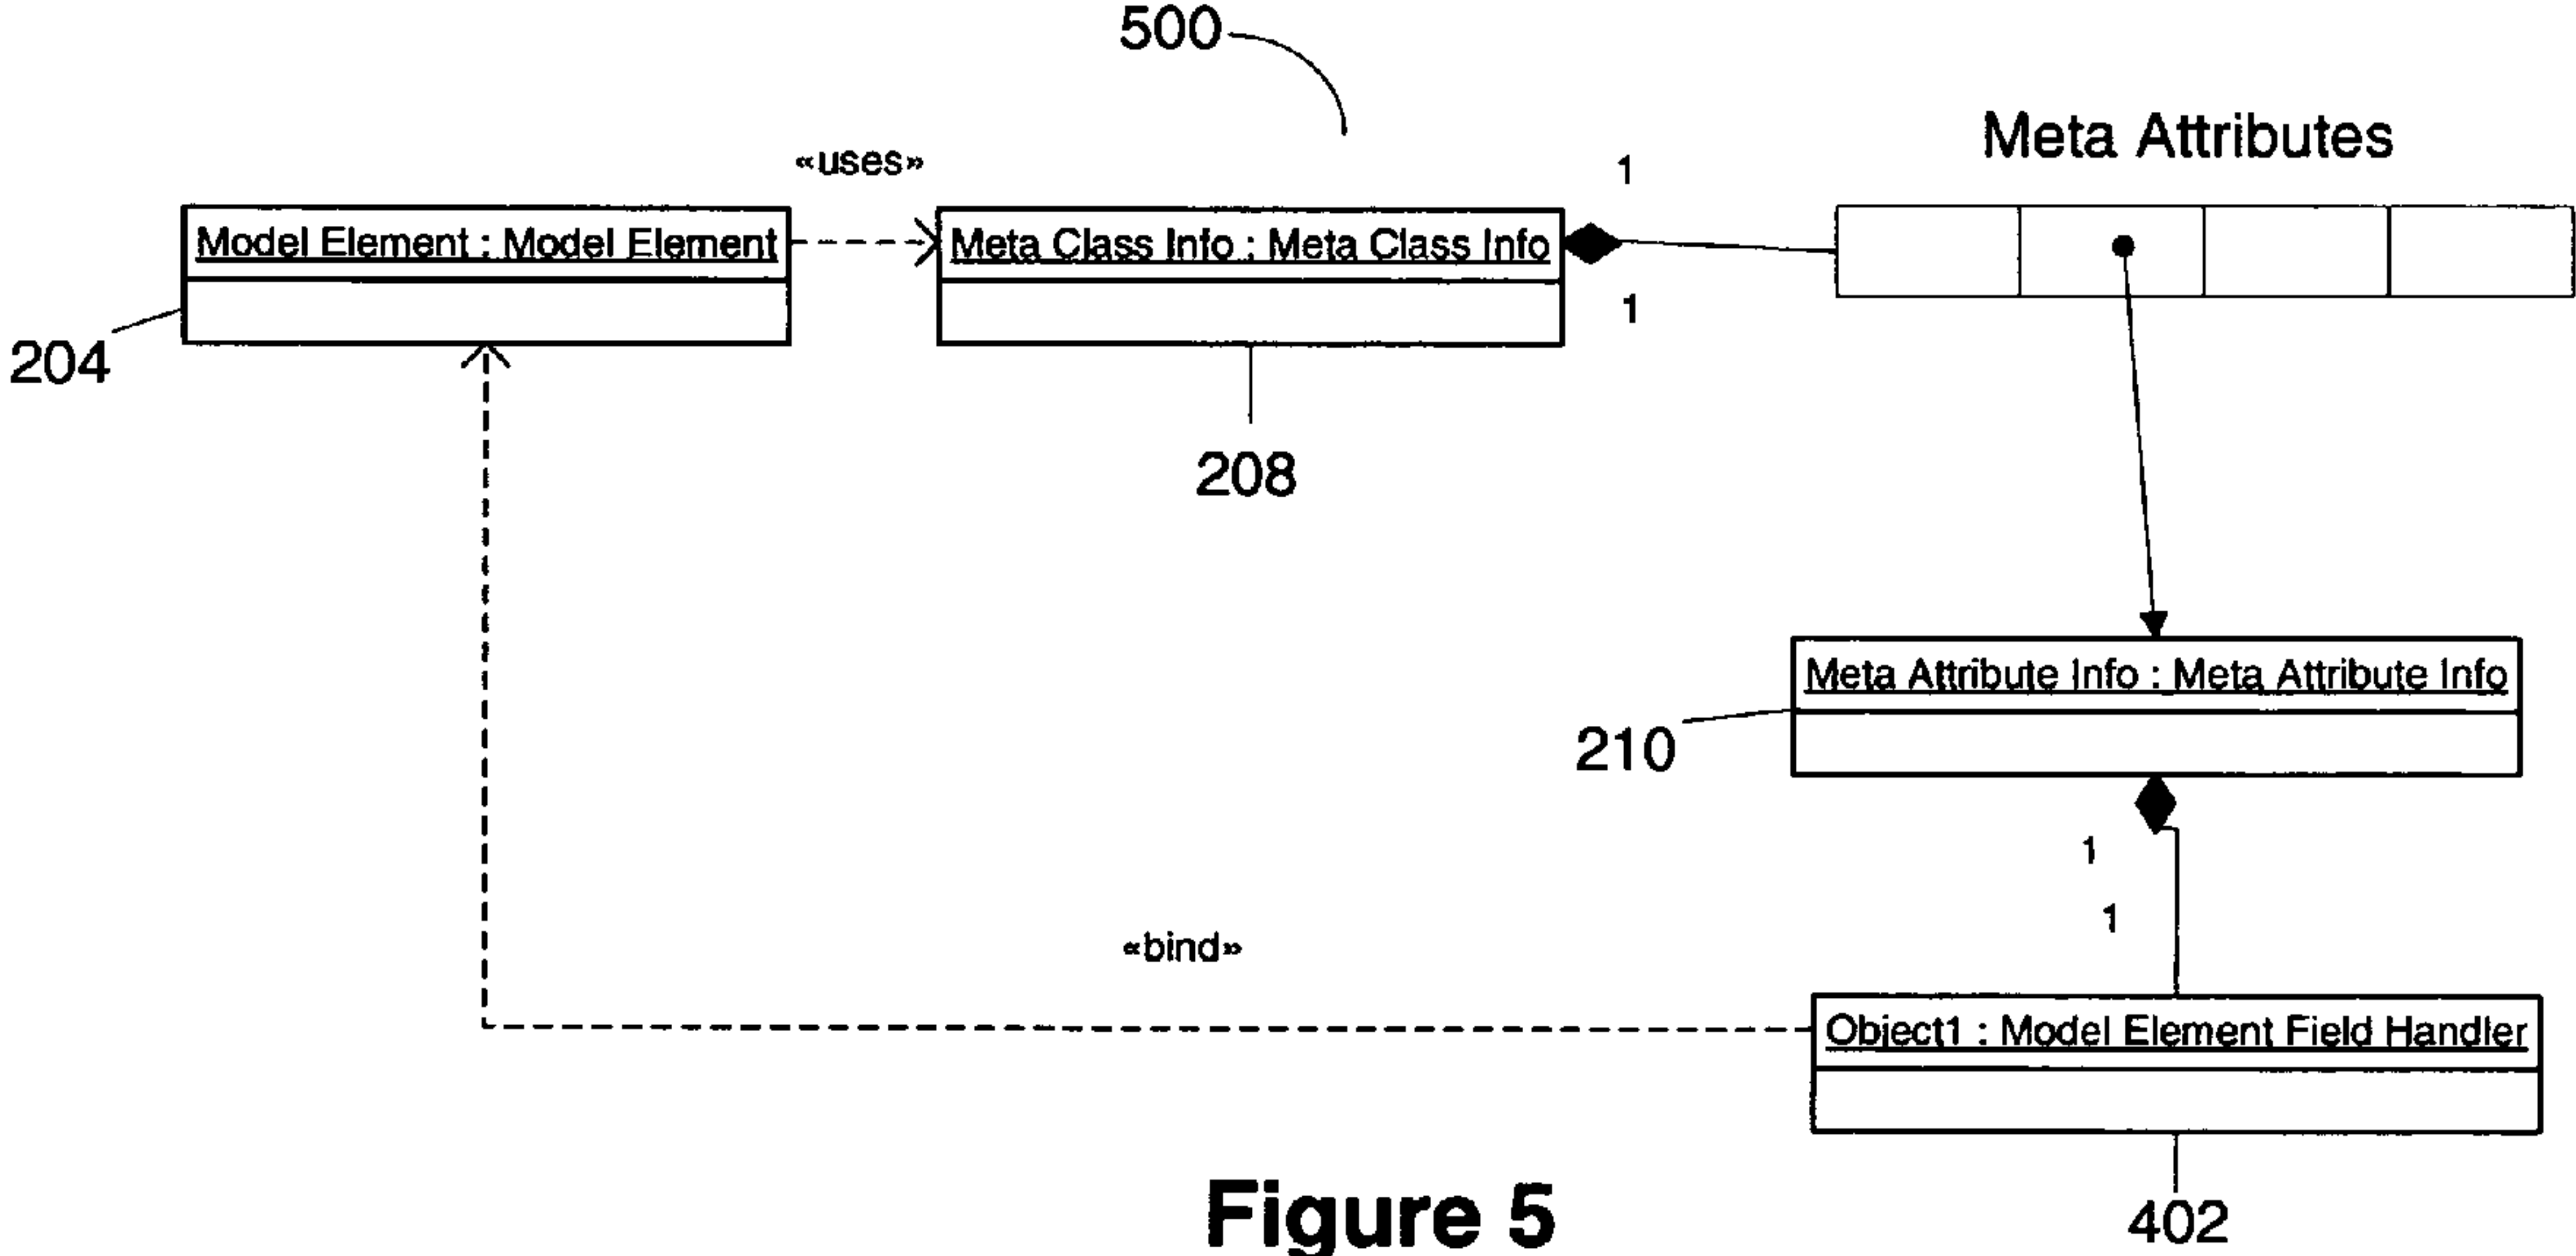 500
Meta Attributes
«uses»
1
Model Element : Model Element
Meta Class Info : Meta Class Info
1
204
208
Meta Attribute Info : Meta Attribute Info
210
1
1
«bind»
Object1 : Model Element Field Handler
Figure 5
402